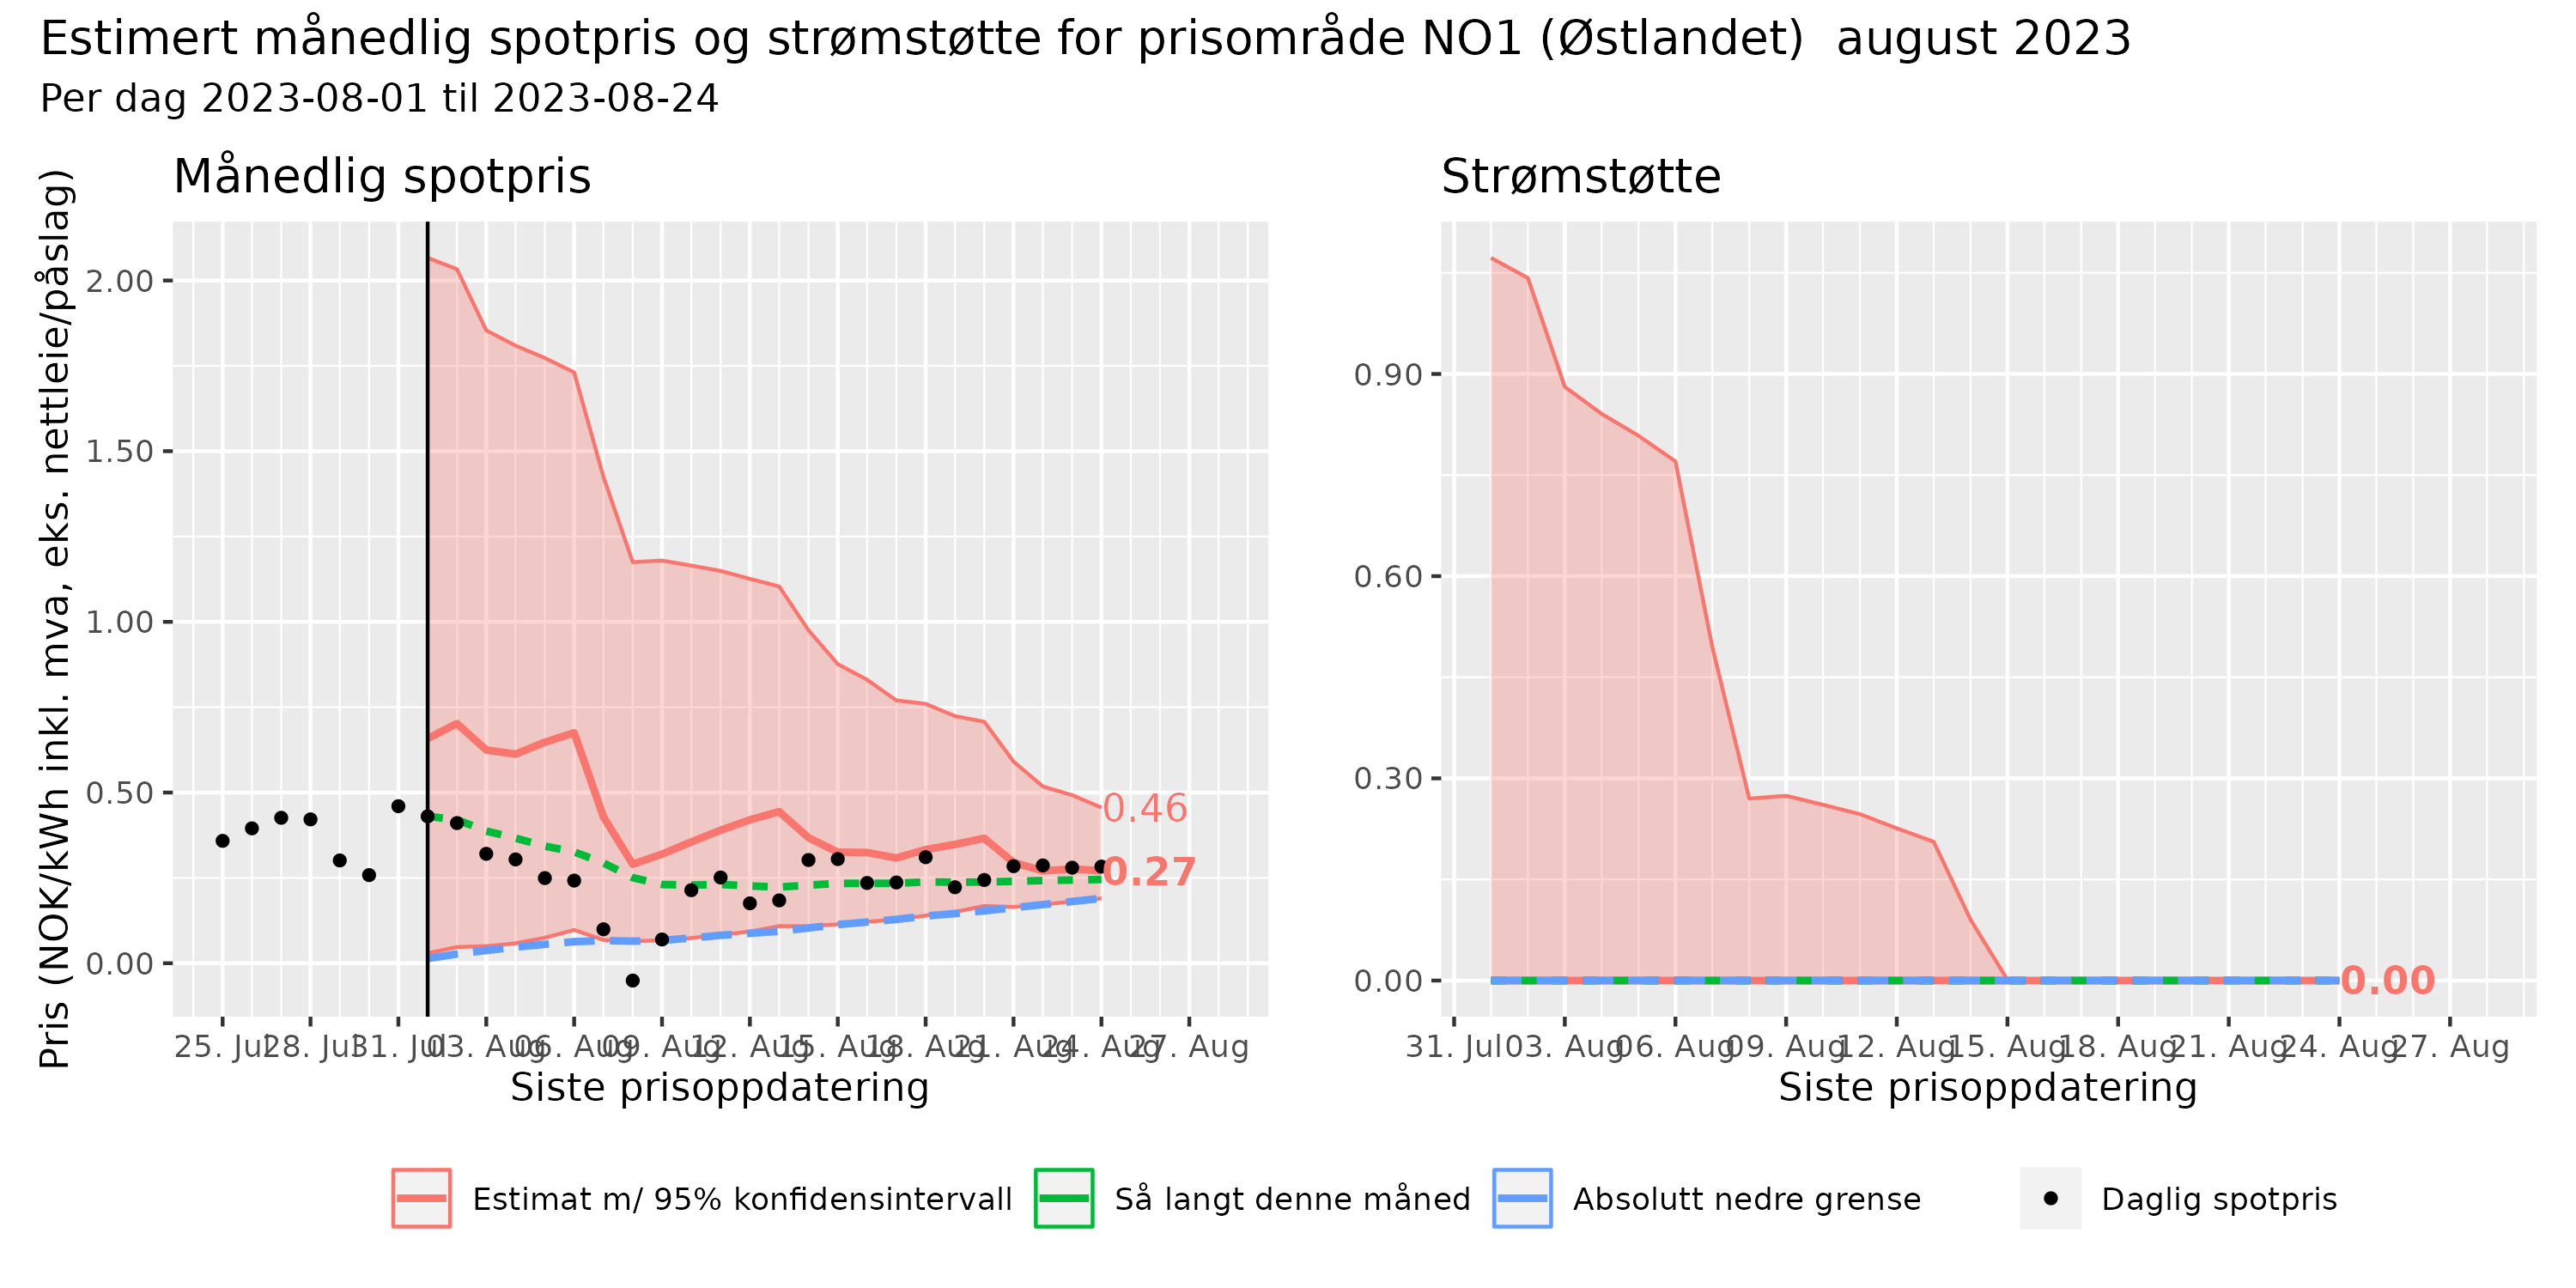 Estimert månedlig spotpris og strømstøtte for prisområde NO1 (Østlandet)  august 2023
Per dag 2023-08-01 til 2023-08-24
Månedlig spotpris
Pris (NOK/kWh inkl. mva, eks. nettleie/påslag)
2.00
1.50
1.00
0.50
0.00
0.46
0.27
25. Jul 28. Jul 31. Jul 03. Aug 06. Aug 09. Aug 12. Aug 15. Aug 18. Aug 21. Aug 24. Aug 27. Aug
Siste prisoppdatering
Strømstøtte
0.90
0.60
0.30
0.00
0.00
31. Jul 03. Aug 06. Aug 09. Aug 12. Aug 15. Aug 18. Aug 21. Aug 24. Aug 27. Aug
Siste prisoppdatering
Estimat m/ 95% konfidensintervall
Så langt denne måned
Absolutt nedre grense
Daglig spotpris